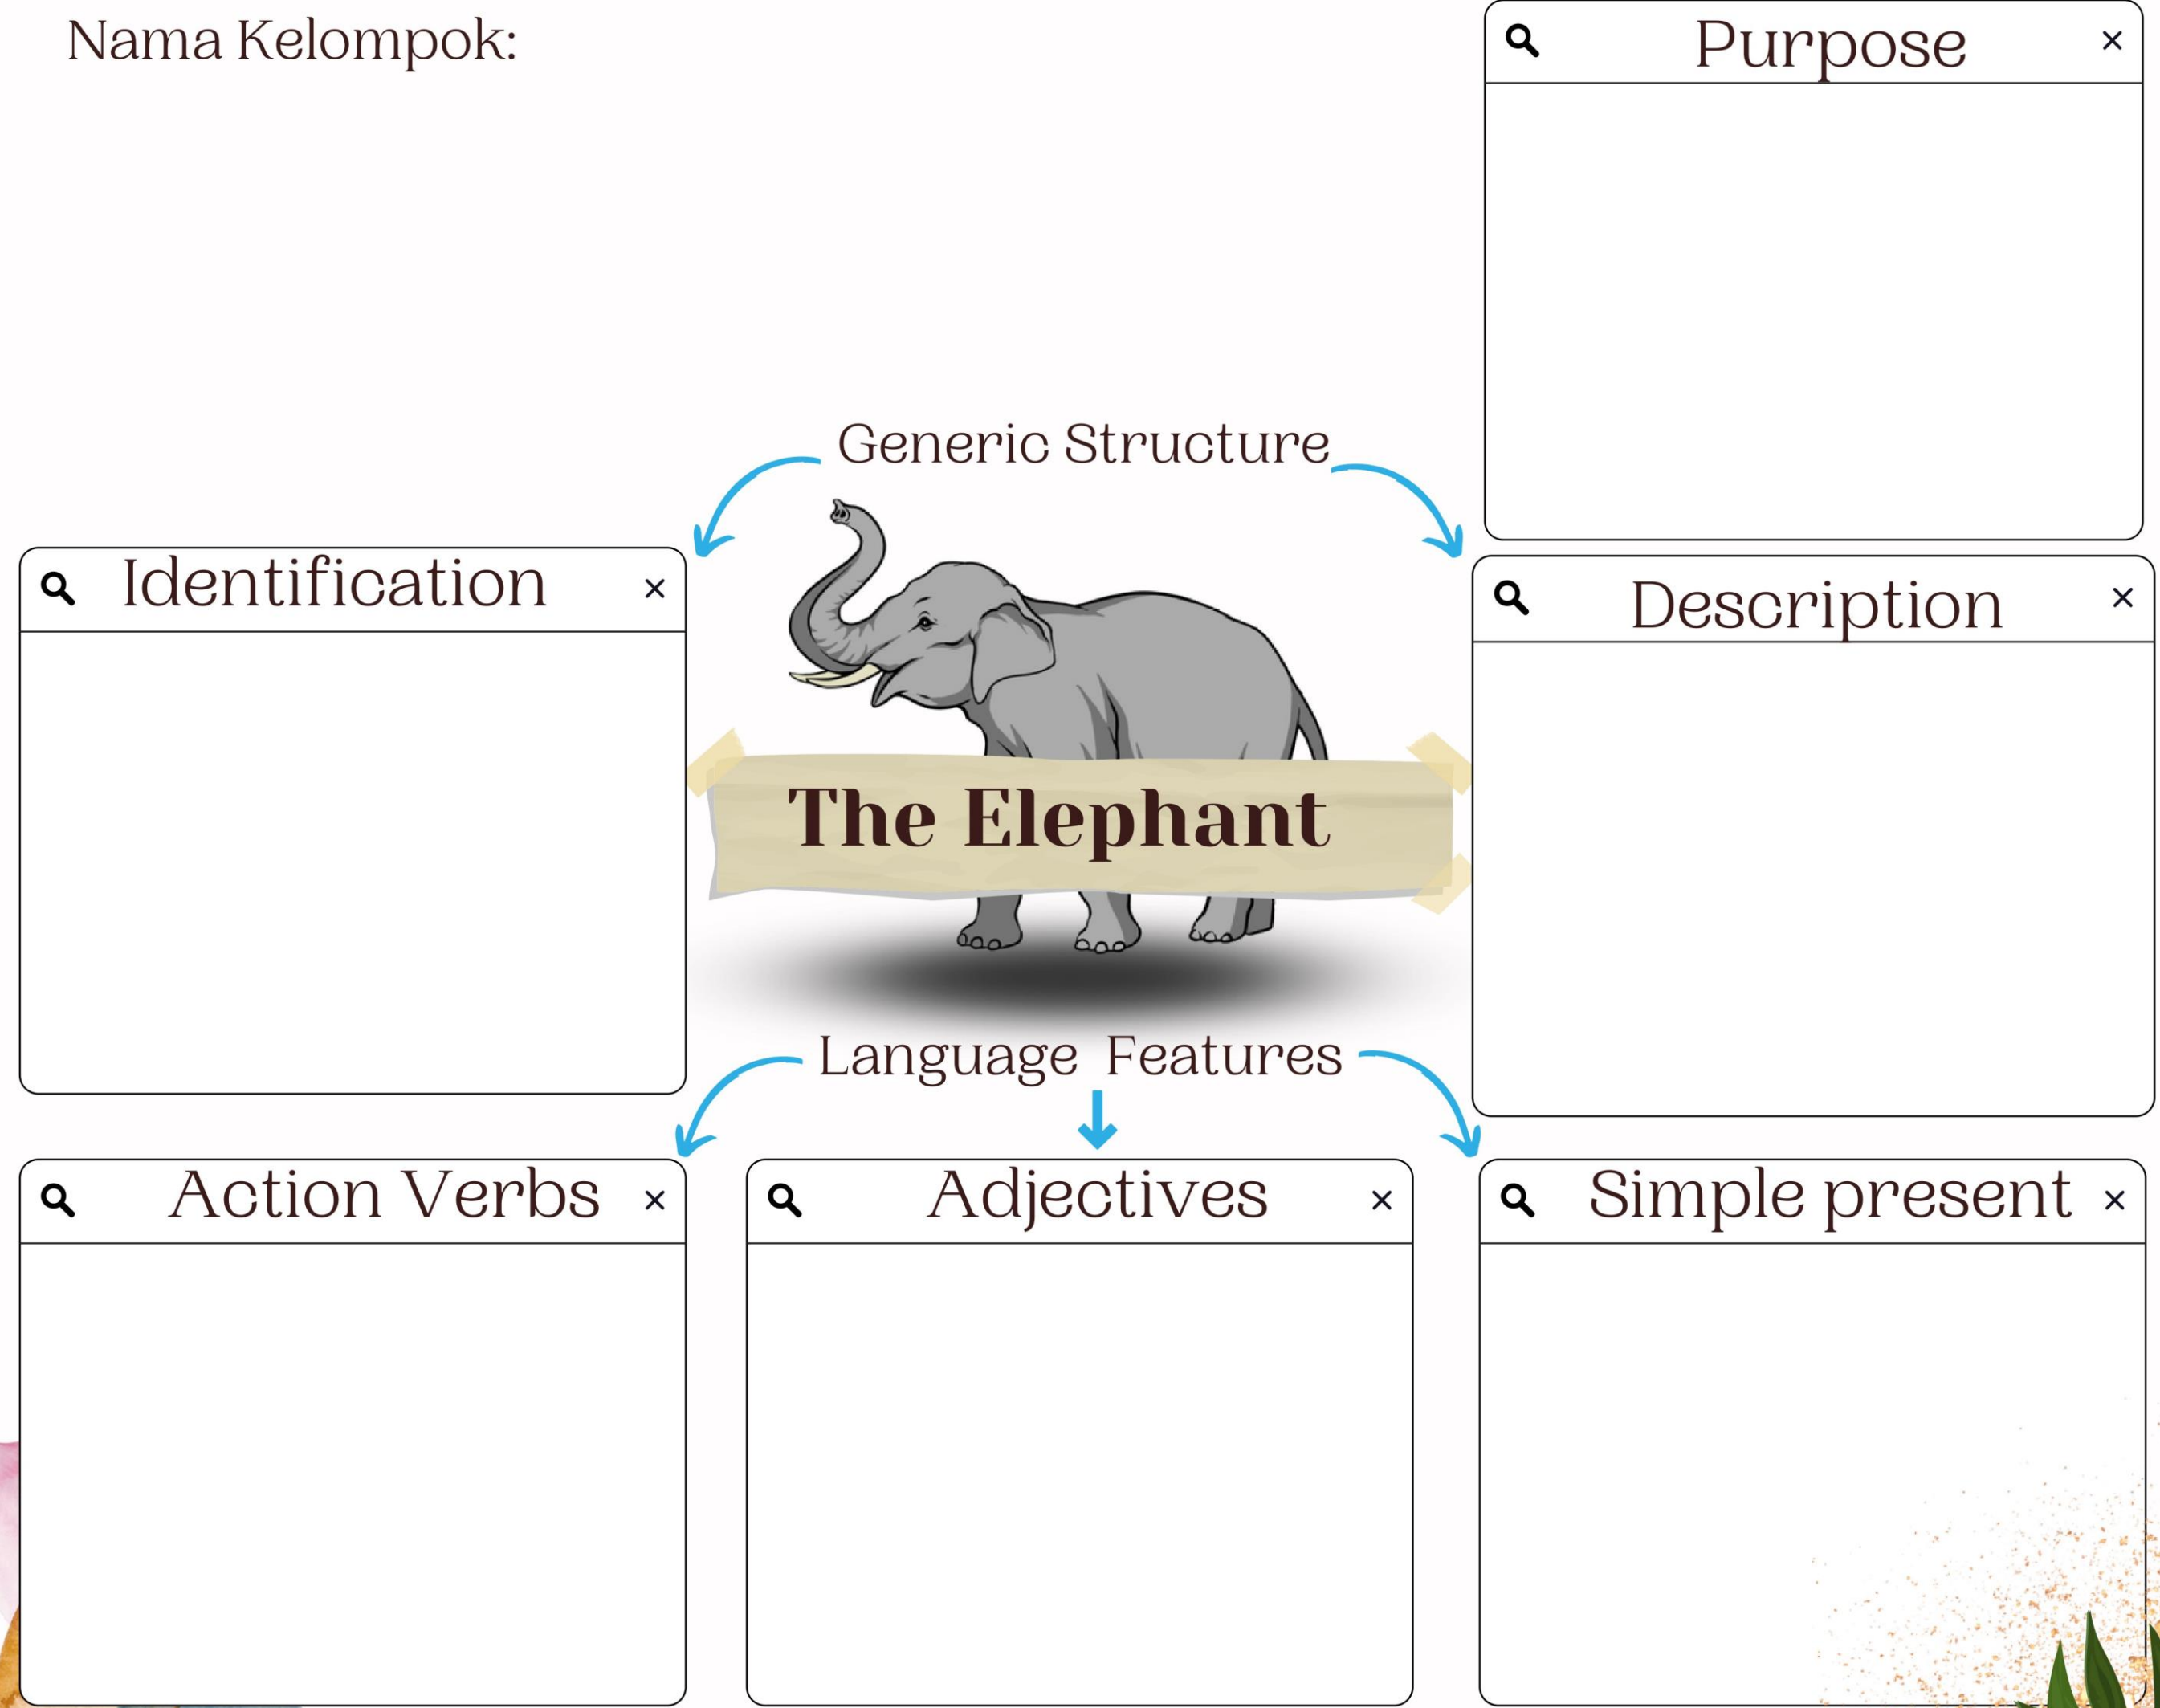 Nama Kelompok:
Purpose
Generic Structure
Identification
Description
The Elephant
Language Features
Action Verbs
Adjectives
Simple present